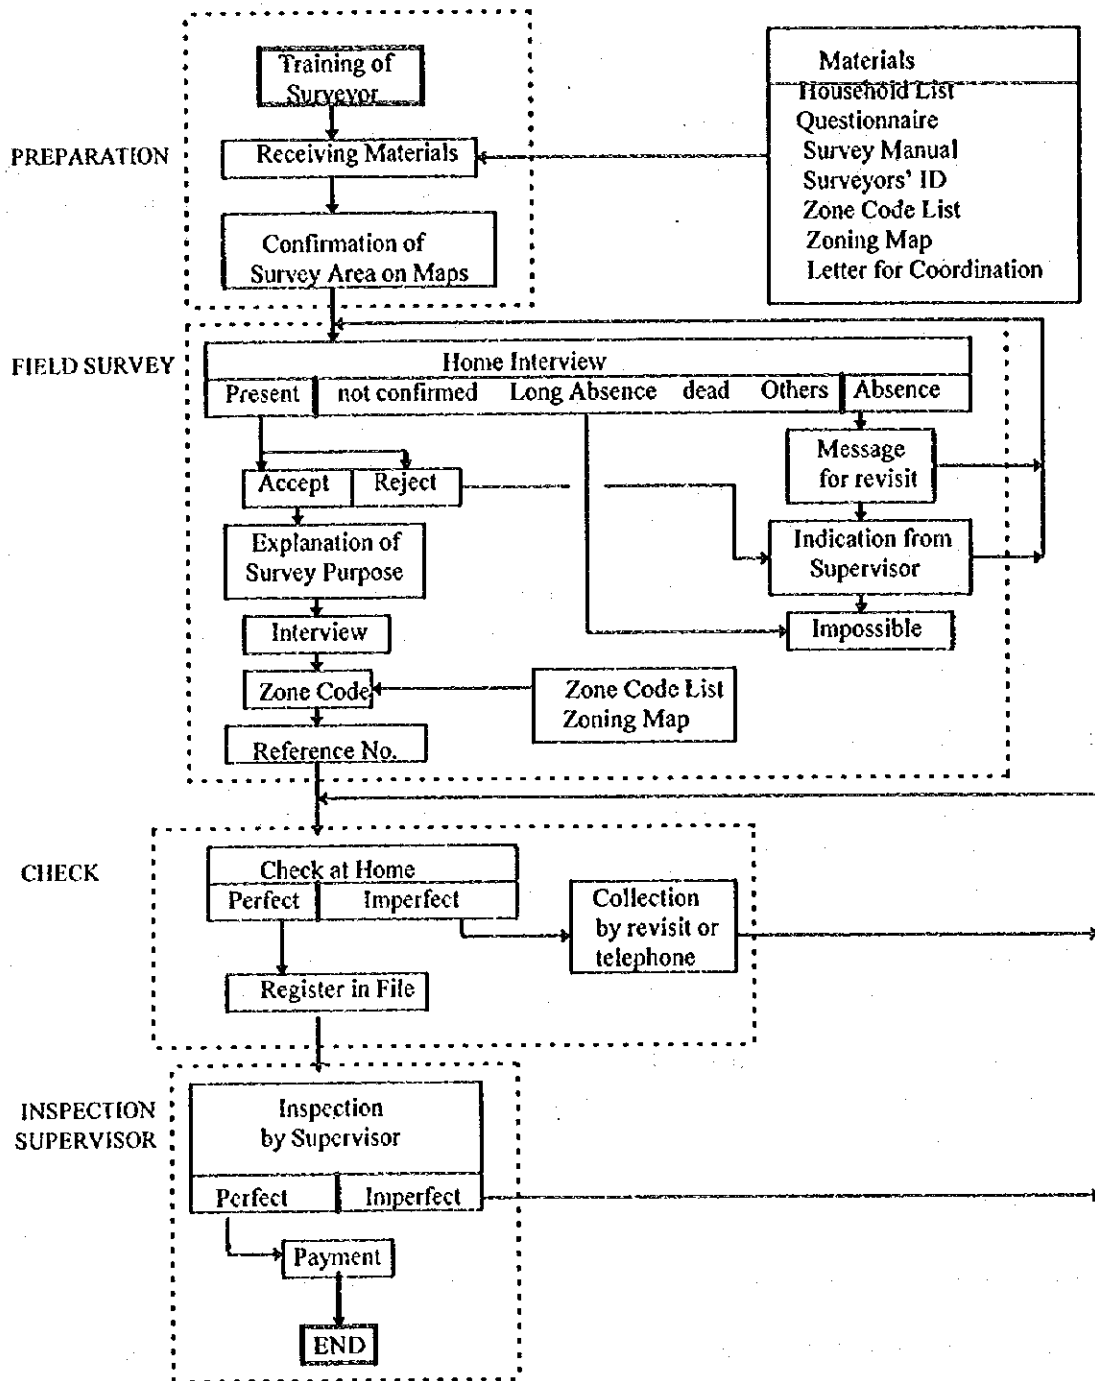 PREPARATION
Training of
Surveyor
Receiving Materials
Confirmation of
Survey Area on Maps
Materials
Household List
Questionnaire
Survey Manual
Surveyors' ID
Zone Code List
Zoning Map
Letter for Coordination
FIELD SURVEY
Home Interview
Present not confirmed Long Absence dead Others Absence
Accept Reject
Message
for revisit
Explanation of
Survey Purpose
Indication from
Supervisor
Interview
Impossible
Zone Code
Zone Code List
Zoning Map
Reference No.
CHECK
Check at Home
Perfect Imperfect
Collection
by revisit or
telephone
Register in File
INSPECTION
SUPERVISOR
Inspection
by Supervisor
Perfect Imperfect
Payment
END